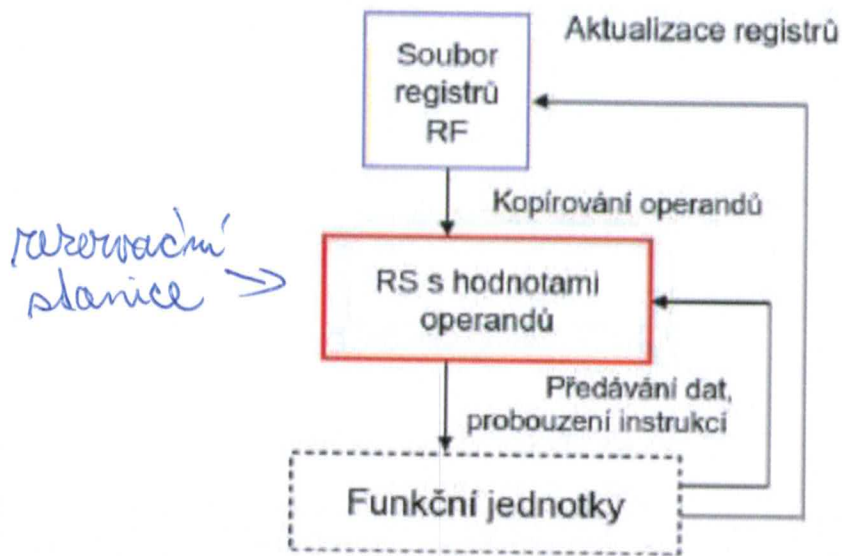 Aktualizace registrů
Soubor
registrů
RF
Kopírování operandů
rezervační
stanice
RS s hodnotami
operandů
Předávání dat,
probouzení instrukcí
Funkční jednotky